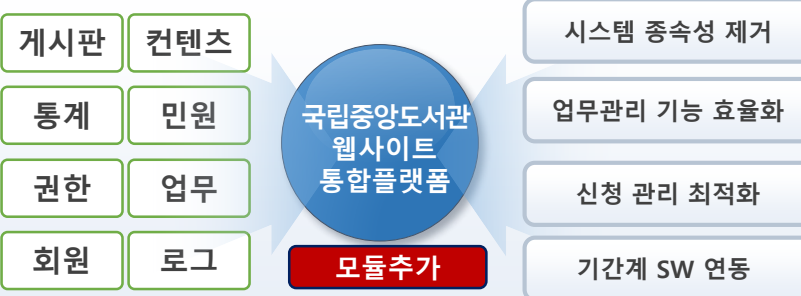 게시판 컨텐츠
통계 민원
권한 업무
회원 로그
국립중앙도서관
웹사이트
통합플랫폼
모듈추가
시스템 종속성 제거
업무관리 기능 효율화
신청 관리 최적화
기간계 SW 연동